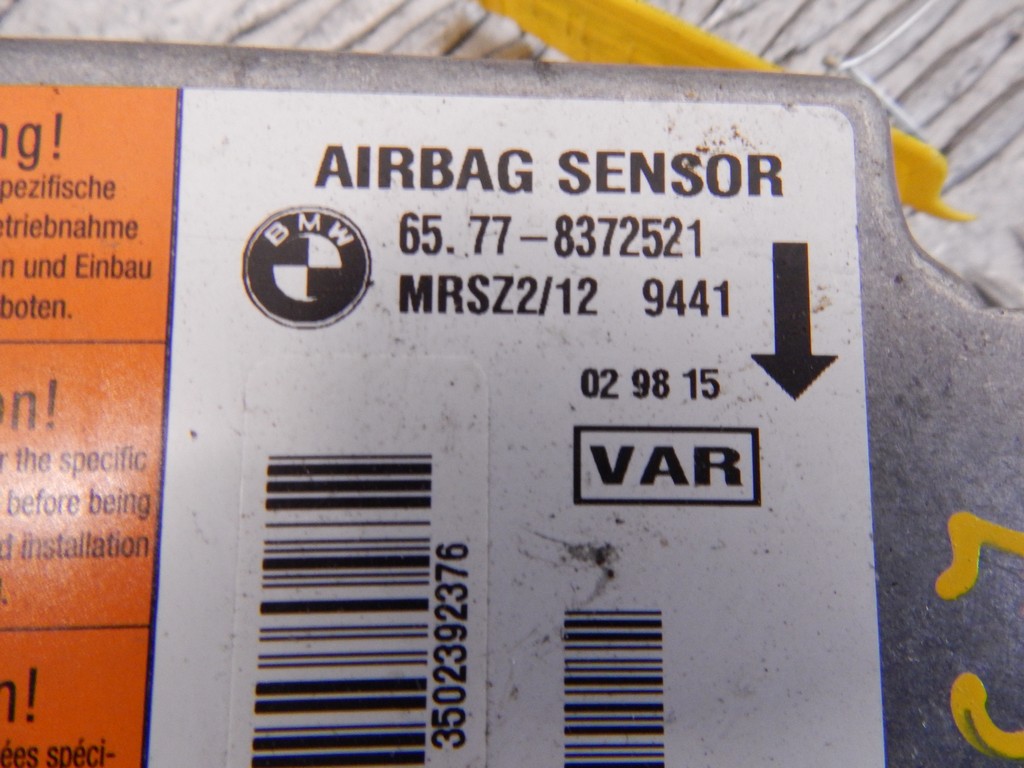 ng!
pezifische
etriebnahme
n und Einbau
boten.
on!
r the specific
before being
d installation
n!
ées spéci-
AIRBAG SENSOR
BMW
65. 77 - 8372521
MRSZ2/12 9441
02 98 15
VAR
3502392376